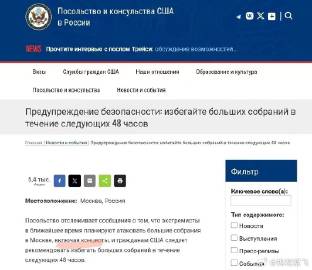 Посольство и консульства США
в России
NEWS Прочтите интервью с послом Трейси: обсуждение возможностей...
Визы Службы граждан США Наши отношения Образование и культура
Посольство и консульства Новости и события
Предупреждение безопасности: избегайте больших собраний в
течение следующих 48 часов
Главная | Новости и события | Предупреждение безопасности: избегайте больших собраний в течение следующих 48 часов
5,4 тыс.
Местоположение: Москва, Россия
Посольство отслеживает сообщения о том, что экстремисты
в ближайшее время планируют атаковать большие собрания
в Москве, включая концерты, и гражданам США следует
рекомендовать избегать больших собраний в течение
следующих 48 часов.
Фильтр
Ключевые слова(а):
Тип содержимого:
Новости
Выступления
Пресс-релизы
События